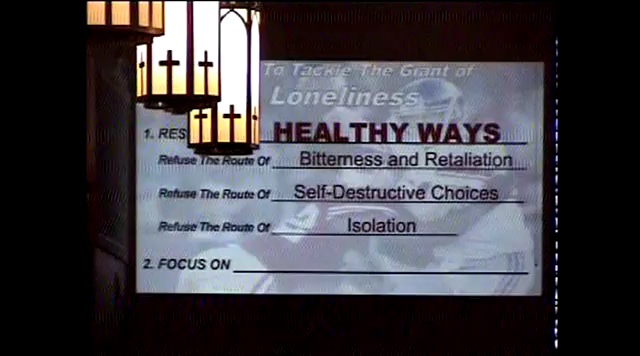 To Tackle The Giant of
Loneliness
1. RES HEALTHY WAYS
Refuse The Route Of Bitterness and Retaliation
Refuse The Route Of Self-Destructive Choices
Refuse The Route Of Isolation
2. FOCUS ON